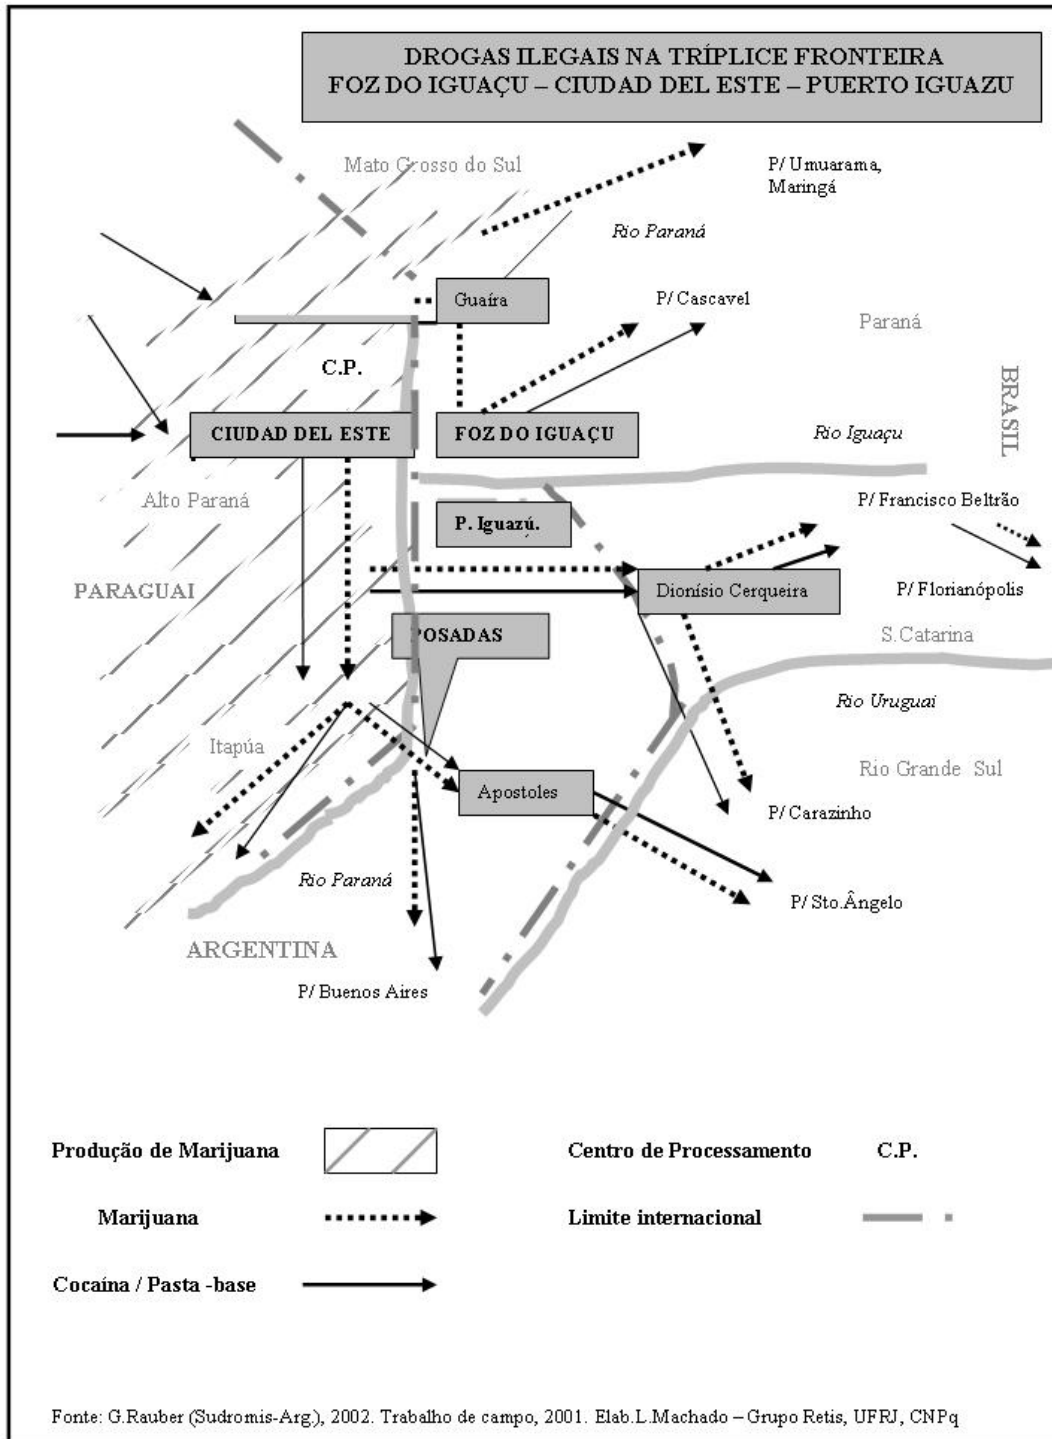 DROGAS ILEGAIS NA TRÍPLICE FRONTEIRA
FOZ DO IGUAÇU – CIUDAD DEL ESTE – PUERTO IGUAZU
Mato Grosso do Sul
P/ Umuarama,
Maringá
Rio Paraná
Guaíra
P/ Cascavel
Paraná
C.P.
BRASIL
CIUDAD DEL ESTE
FOZ DO IGUAÇU
Rio Iguaçu
Alto Paraná
P/ Francisco Beltrão
P. Iguazú.
PARAGUAI
Dionísio Cerqueira
P/ Florianópolis
POSADAS
S.Catarina
Rio Uruguai
Itapúa
Rio Grande Sul
Apostoles
P/ Carazinho
Rio Paraná
P/ Sto.Ângelo
ARGENTINA
P/ Buenos Aires
Produção de Marijuana
Centro de Processamento
C.P.
Marijuana
Limite internacional
Cocaína / Pasta -base
Fonte: G.Rauber (Sudromis-Arg.), 2002. Trabalho de campo, 2001. Elab.L.Machado – Grupo Retis, UFRJ, CNPq